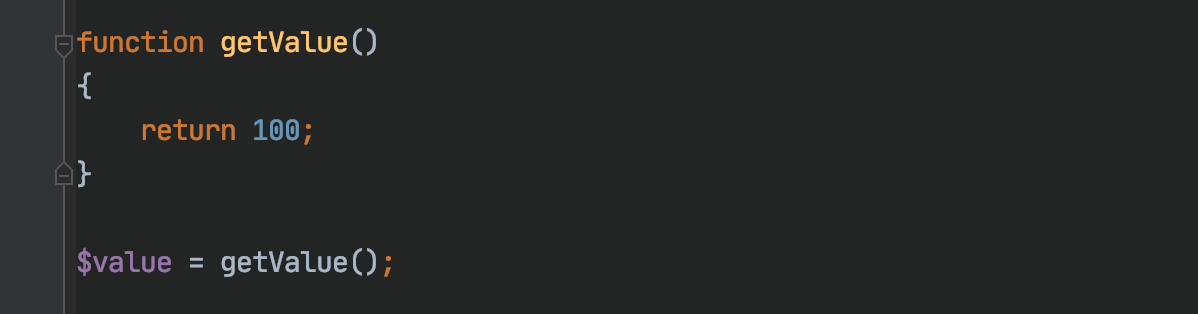 function getValue()
{
    return 100;
}
$value = getValue();